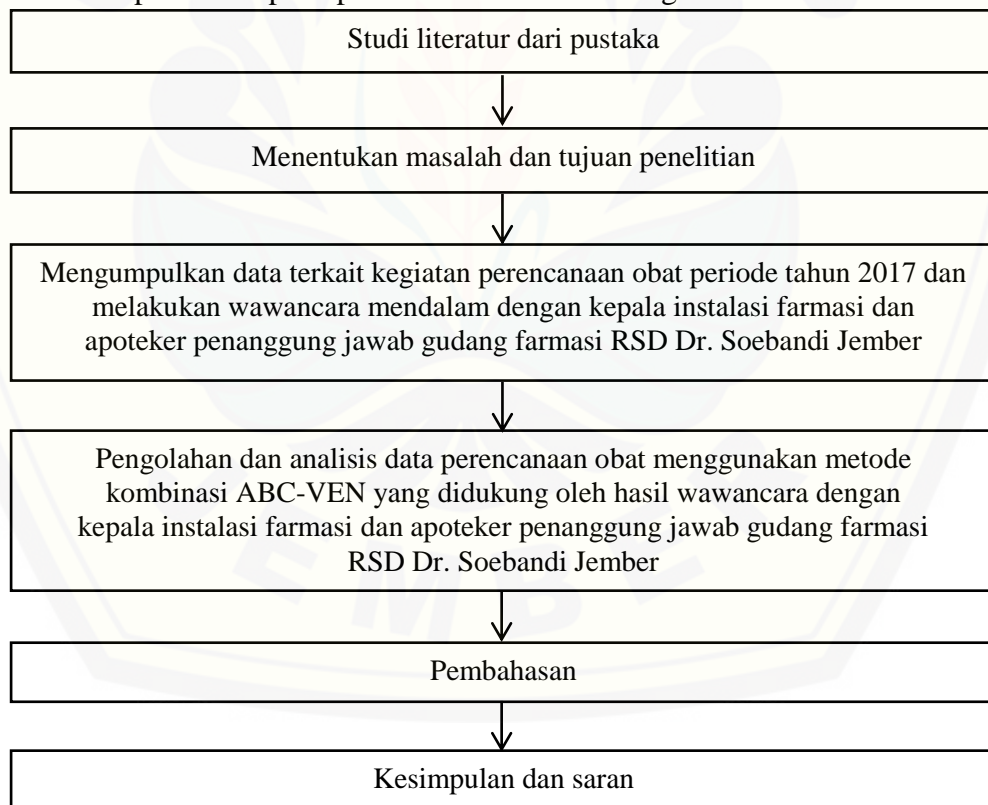 Studi literatur dari pustaka
Menentukan masalah dan tujuan penelitian
Mengumpulkan data terkait kegiatan perencanaan obat periode tahun 2017 dan
melakukan wawancara mendalam dengan kepala instalasi farmasi dan
apoteker penanggung jawab gudang farmasi RSD Dr. Soebandi Jember
Pengolahan dan analisis data perencanaan obat menggunakan metode
kombinasi ABC-VEN yang didukung oleh hasil wawancara dengan
kepala instalasi farmasi dan apoteker penanggung jawab gudang farmasi
RSD Dr. Soebandi Jember
Pembahasan
Kesimpulan dan saran